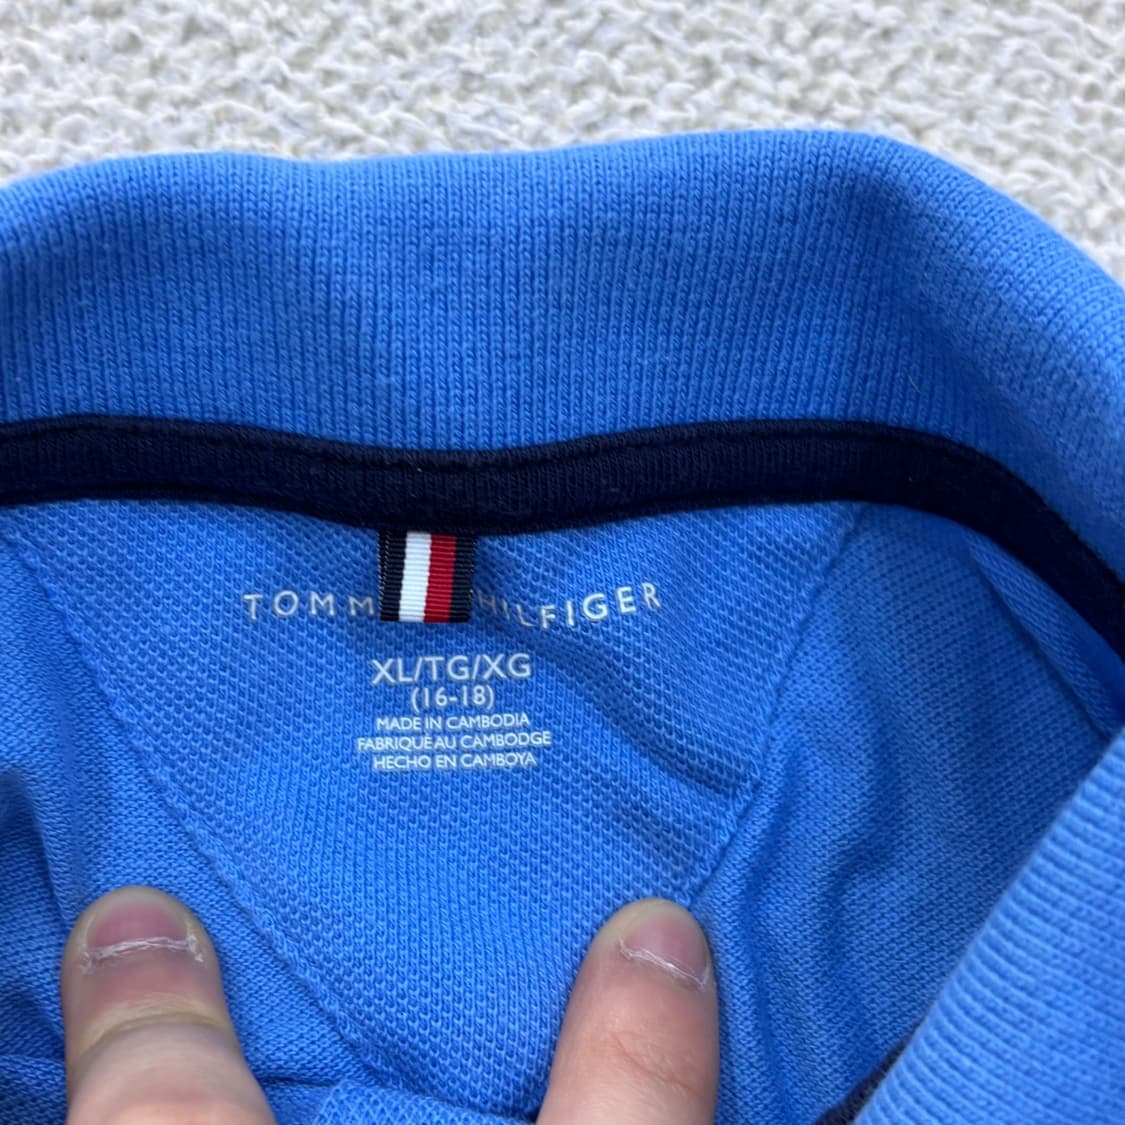 TOMM HILFIGER
XL/TG/XG
(16-18)
MADE IN CAMBODIA
FABRIQUÉ AU CAMBODGE
HECHO EN CAMBOYA